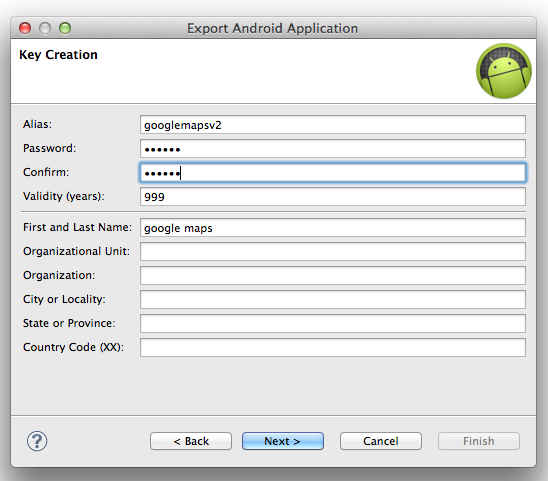 Export Android Application
Key Creation
Alias: googlemapsv2
Password: ••••••
Confirm: ••••••
Validity (years): 999
First and Last Name: google maps
Organizational Unit:
Organization:
City or Locality:
State or Province:
Country Code (XX):
? < Back Next > Cancel Finish